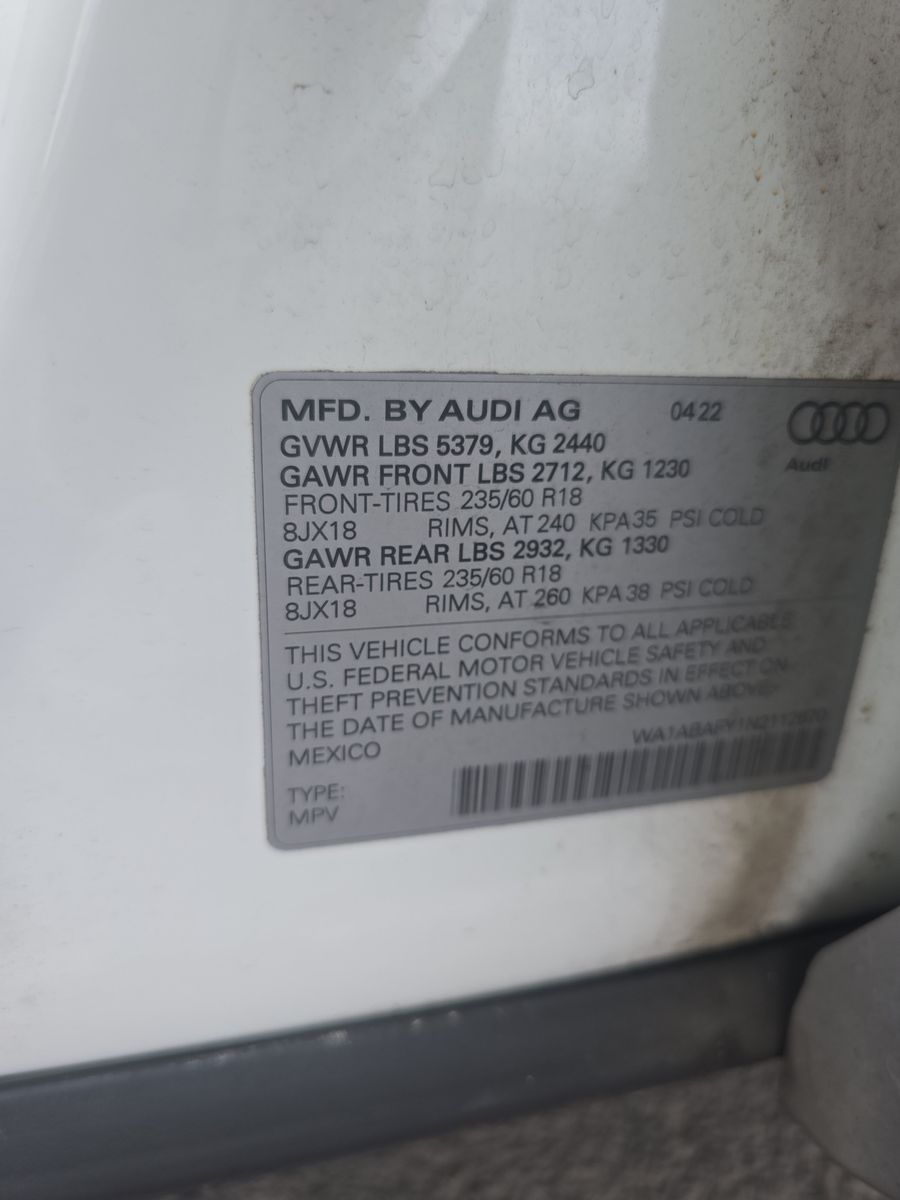 MFD. BY AUDI AG 04 22
Audi
GVWR LBS 5379, KG 2440
GAWR FRONT LBS 2712, KG 1230
FRONT-TIRES 235/60 R18
8JX18 RIMS, AT 240 KPA 35 PSI COLD
GAWR REAR LBS 2932, KG 1330
REAR-TIRES 235/60 R18
8JX18 RIMS, AT 260 KPA 38 PSI COLD
THIS VEHICLE CONFORMS TO ALL APPLICABLE
U.S. FEDERAL MOTOR VEHICLE SAFETY AND
THEFT PREVENTION STANDARDS IN EFFECT ON
THE DATE OF MANUFACTURE SHOWN ABOVE.
MEXICO
TYPE:
MPV